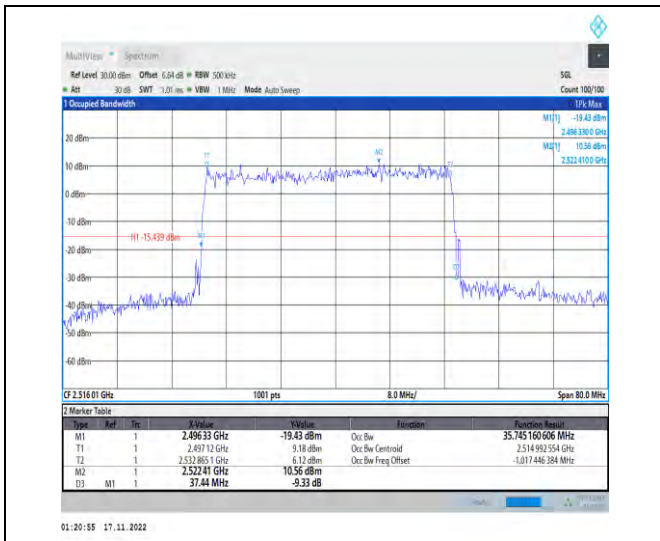 MultiView Spectrum
Ref Level 30.00 dBm Offset 6.64 dB RBW 500 kHz SGL
Att 30 dB SWT 1.01 ms VBW 1 MHz Mode Auto Sweep Count 100/100
1 Occupied Bandwidth 1Pk Max
M1[1] -19.43 dBm
2.496330 0 GHz
M2[1] 10.56 dBm
2.522410 0 GHz
20 dBm
10 dBm
0 dBm
-10 dBm
H1 -15.439 dBm
-20 dBm
-30 dBm
-40 dBm
-50 dBm
-60 dBm
T1
M2
CF 2.516 01 GHz 1001 pts 8.0 MHz/ Span 80.0 MHz
2 Marker Table
Type Ref Trc X-Value Y-Value Function Function Result
M1 1 2.496 33 GHz -19.43 dBm Occ Bw 35.745 160 606 MHz
T1 1 2.497 12 GHz 9.18 dBm Occ Bw Centroid 2.514 992 554 GHz
T2 1 2.532 865 1 GHz 6.12 dBm Occ Bw Freq Offset -1.017 446 384 MHz
M2 1 2.522 41 GHz 10.56 dBm
D3 M1 1 37.44 MHz -9.33 dB
01:20:55 17.11.2022